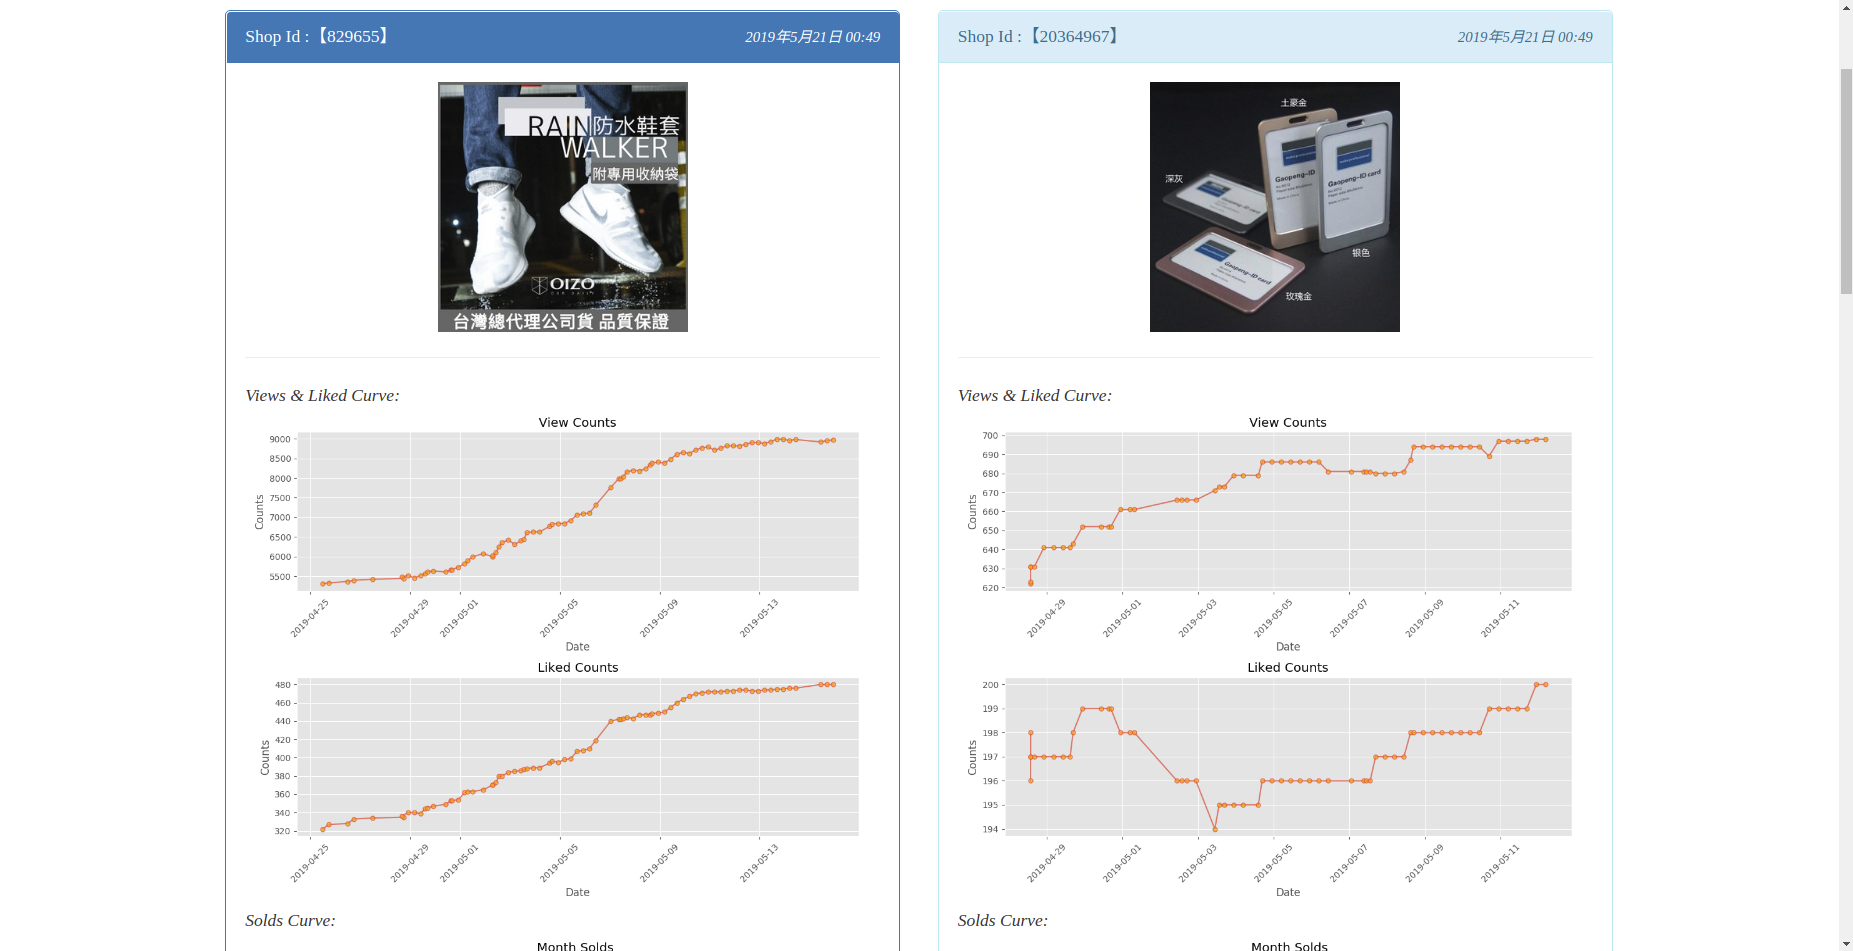 Shop Id :【829655】
2019年5月21日 00:49
RAIN防水鞋套
WALKER
附專用收納袋
OIZO
台灣總代理公司貨 品質保證
Views & Liked Curve:
View Counts
Counts
9000
8500
8000
7500
7000
6500
6000
5500
2019-04-25
2019-04-29
2019-05-01
2019-05-05
2019-05-09
2019-05-13
Date
Liked Counts
Counts
480
460
440
420
400
380
360
340
320
2019-04-25
2019-04-29
2019-05-01
2019-05-05
2019-05-09
2019-05-13
Date
Solds Curve:
Month Solds
Shop Id :【20364967】
2019年5月21日 00:49
土豪金
深灰
Gaopeng-ID card
Gaopeng-ID card
Gaopeng-ID card
银色
玫瑰金
Views & Liked Curve:
View Counts
Counts
700
690
680
670
660
650
640
630
620
2019-04-29
2019-05-01
2019-05-03
2019-05-05
2019-05-07
2019-05-09
2019-05-11
Date
Liked Counts
Counts
200
199
198
197
196
195
194
2019-04-29
2019-05-01
2019-05-03
2019-05-05
2019-05-07
2019-05-09
2019-05-11
Date
Solds Curve:
Month Solds